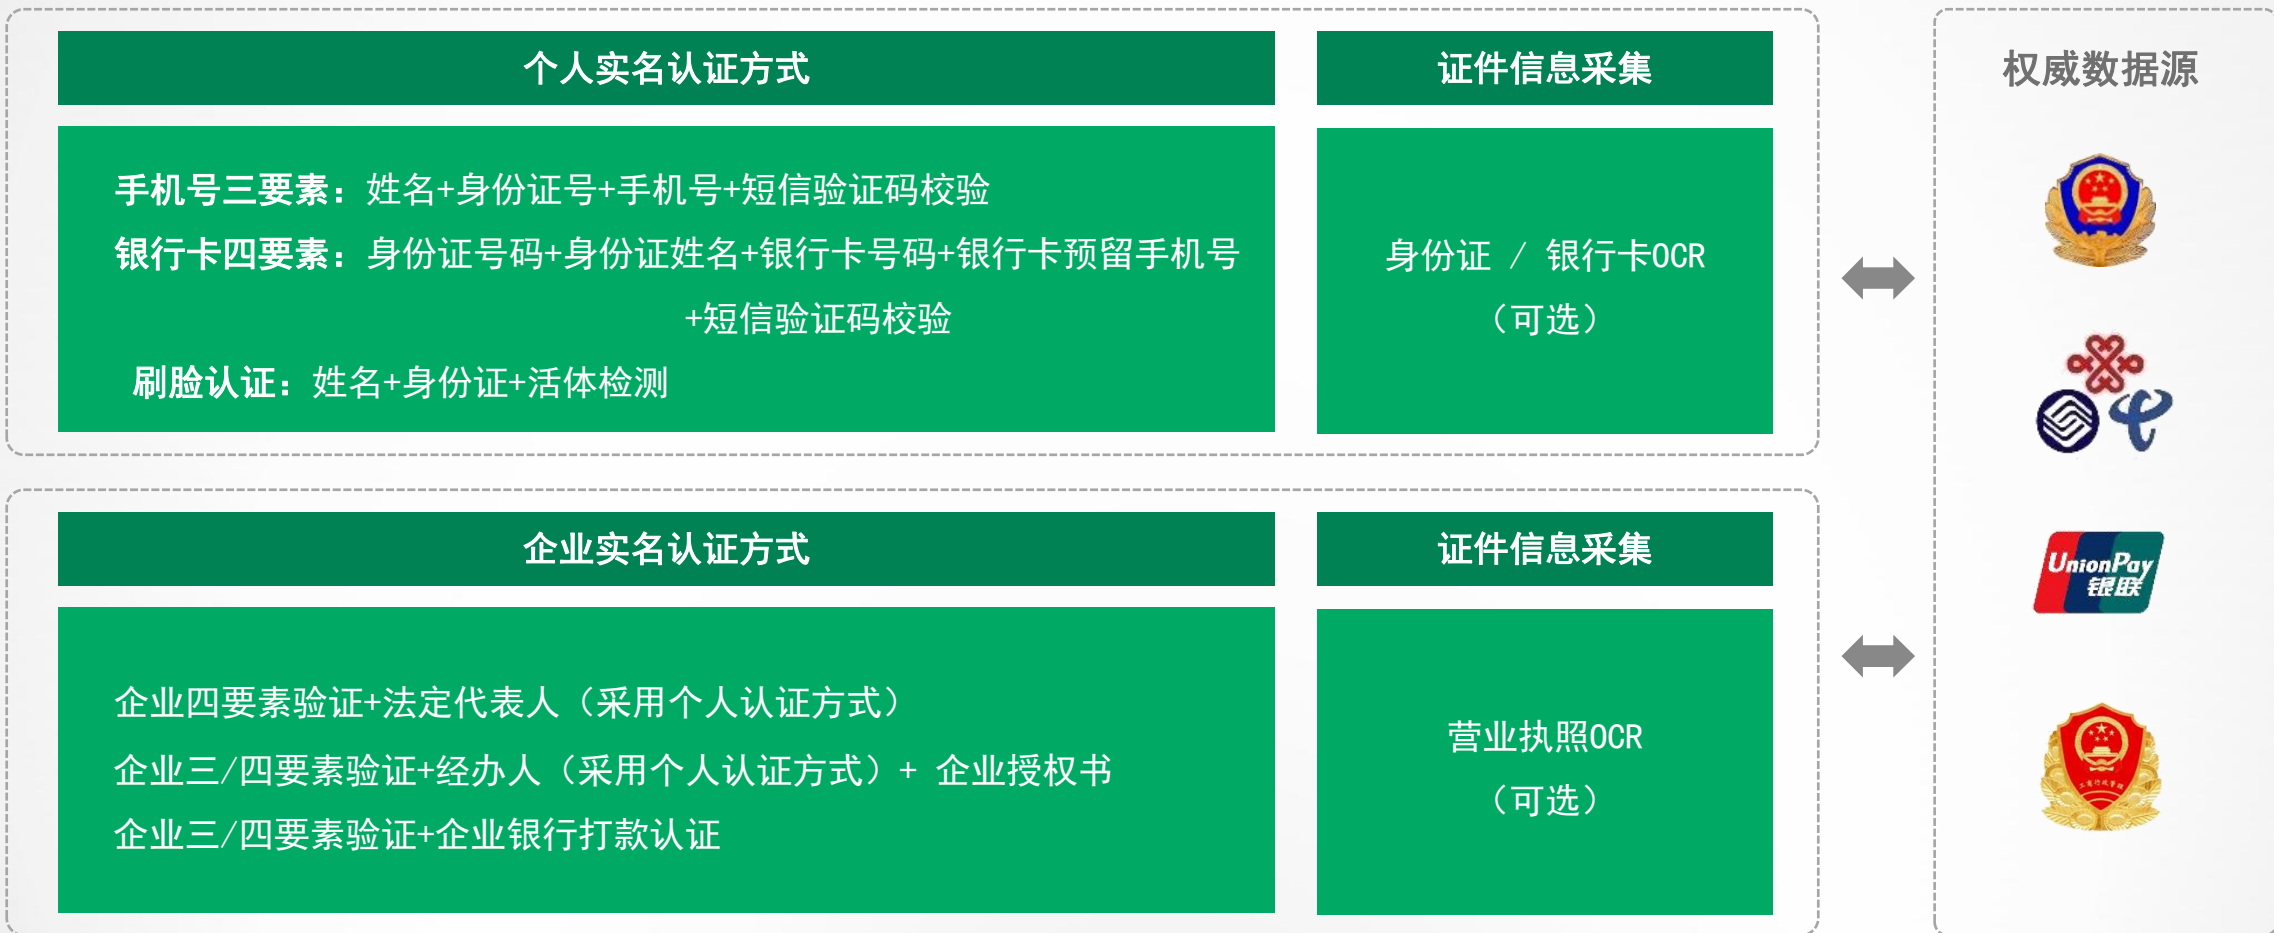 个人实名认证方式
证件信息采集
权威数据源
手机号三要素：姓名+身份证号+手机号+短信验证码校验
银行卡四要素：身份证号码+身份证姓名+银行卡号码+银行卡预留手机号
+短信验证码校验
刷脸认证：姓名+身份证+活体检测
身份证 / 银行卡OCR
（可选）
企业实名认证方式
证件信息采集
企业四要素验证+法定代表人（采用个人认证方式）
企业三/四要素验证+经办人（采用个人认证方式）+ 企业授权书
企业三/四要素验证+企业银行打款认证
营业执照OCR
（可选）
UnionPay
银联
工商行政管理